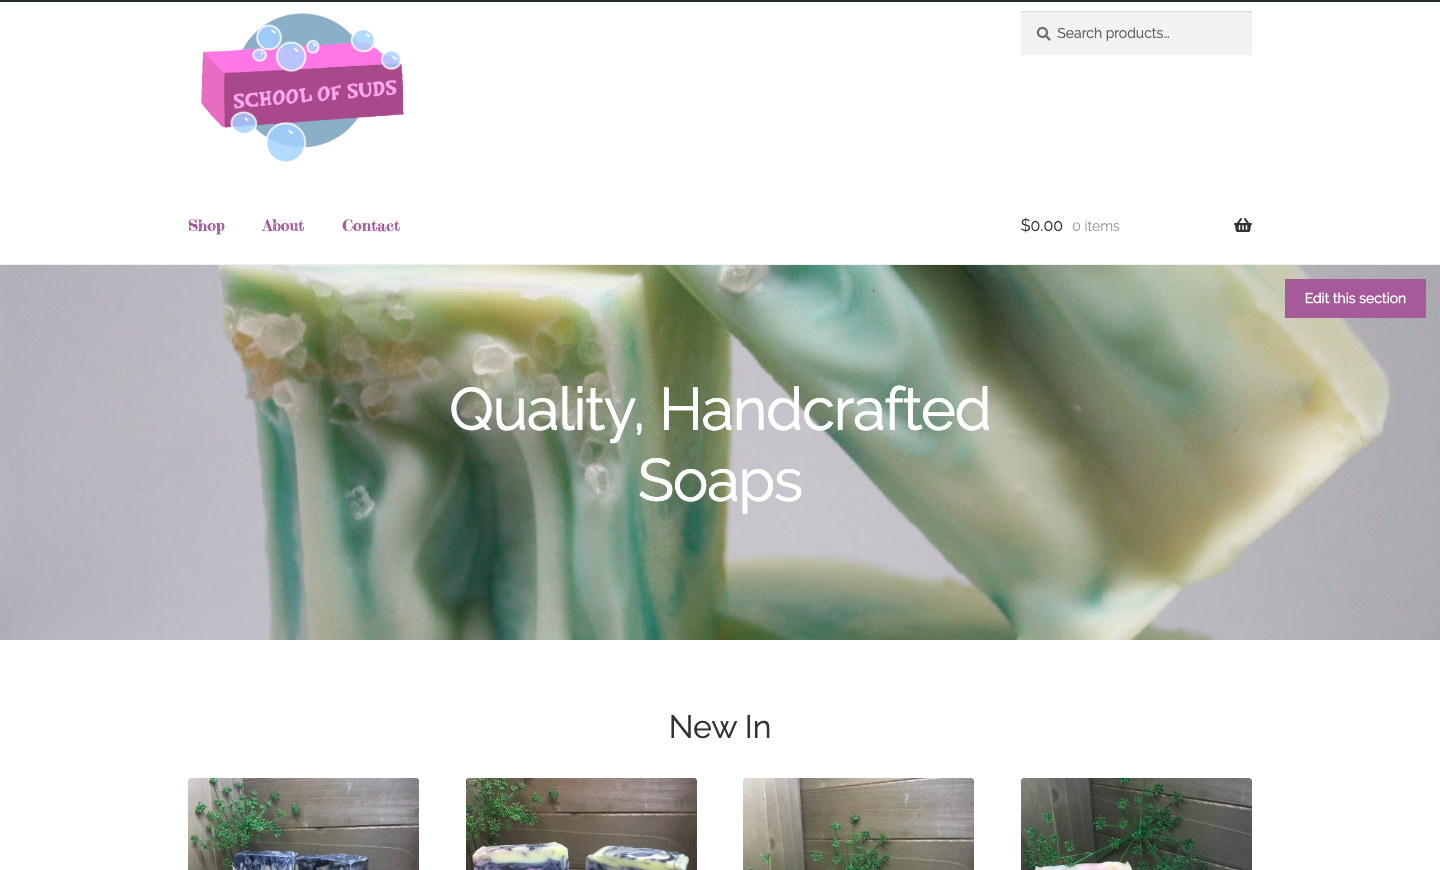 SCHOOL OF SUDS
Search products...
Shop About Contact
$0.00 0 items
Edit this section
Quality, Handcrafted
Soaps
New In